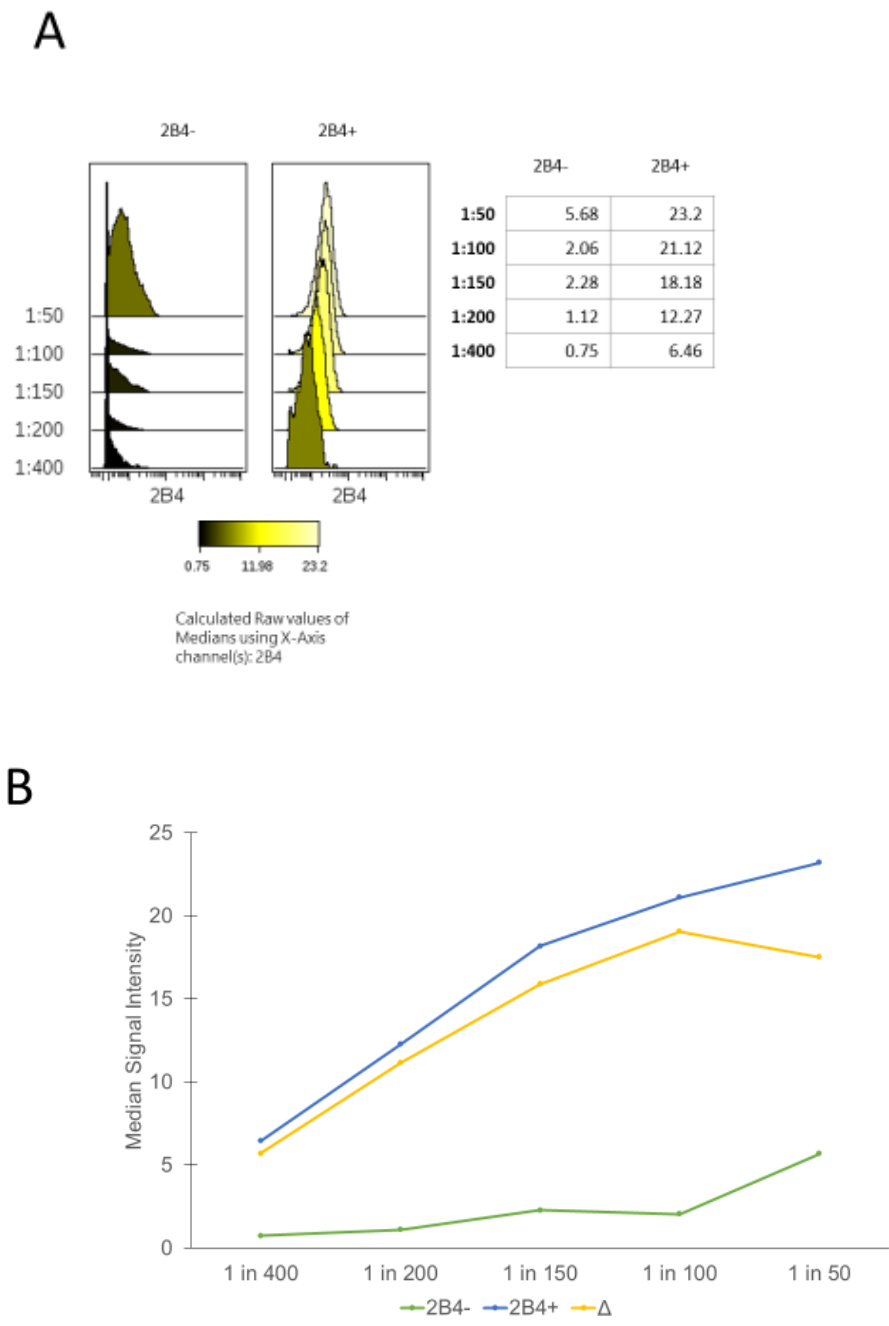 A
2B4-
2B4+
2B4-
2B4+
1:50 5.68 23.2
1:100 2.06 21.12
1:150 2.28 18.18
1:200 1.12 12.27
1:400 0.75 6.46
1:50
1:100
1:150
1:200
1:400
2B4
2B4
0.75 11.98 23.2
Calculated Raw values of
Medians using X-Axis
channel(s): 2B4
B
Median Signal Intensity
25
20
15
10
5
0
1 in 400 1 in 200 1 in 150 1 in 100 1 in 50
2B4- 2B4+ Δ